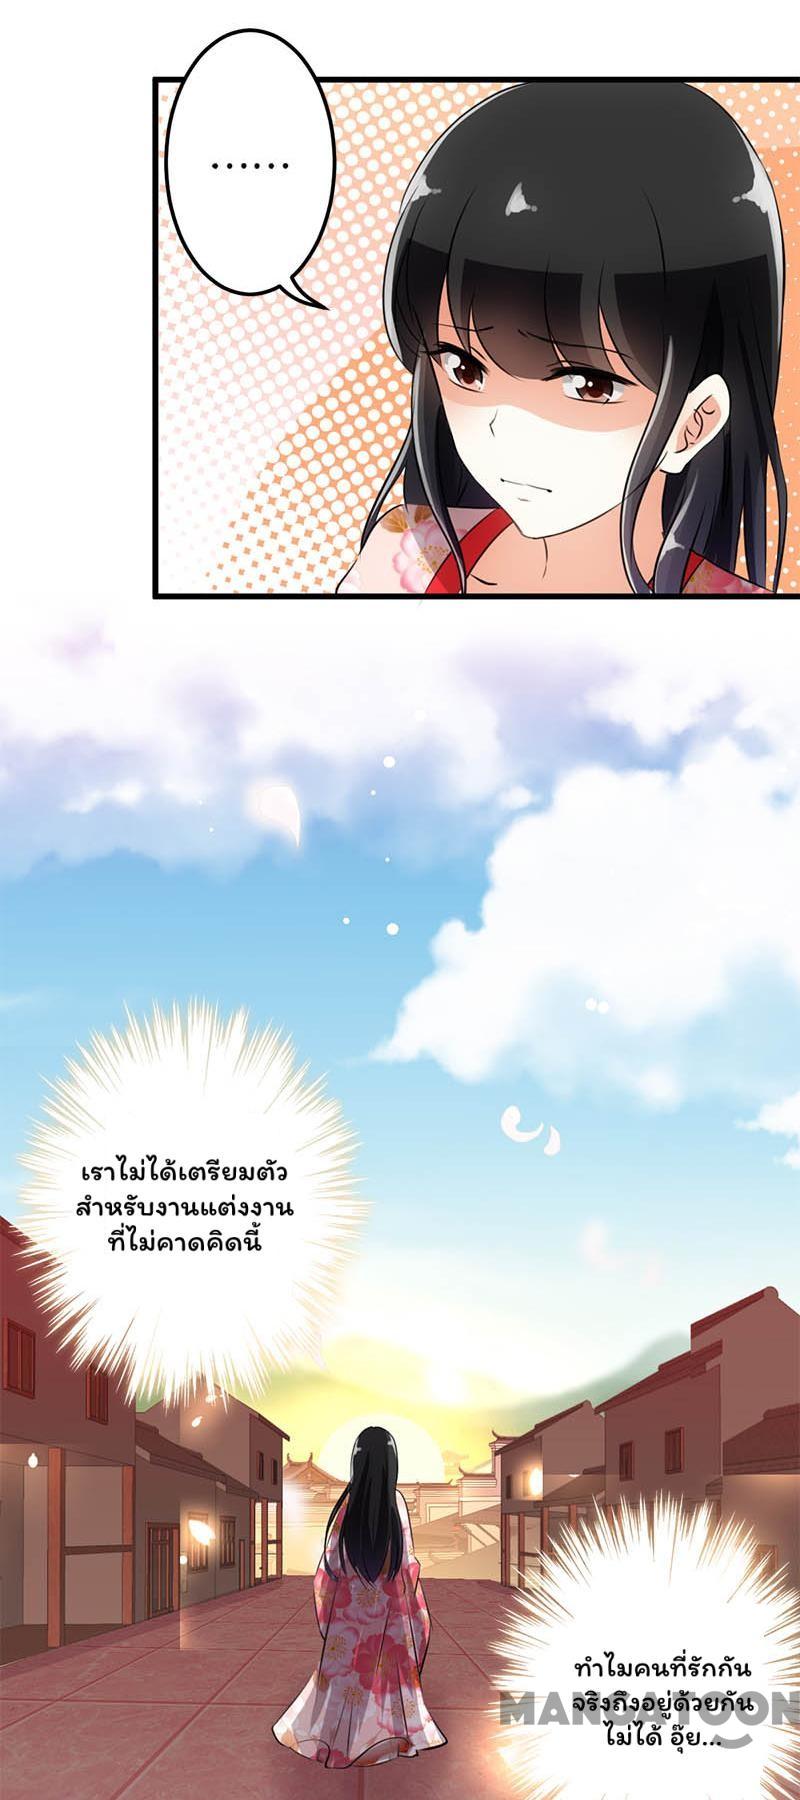 ......
เราไม่ได้เตรียมตัว
สำหรับงานแต่งงาน
ที่ไม่คาดคิดนี้
ทำไมคนที่รักกัน
จริงถึงอยู่ด้วยกัน
ไม่ได้ อุ๊ย...
MANGATOON